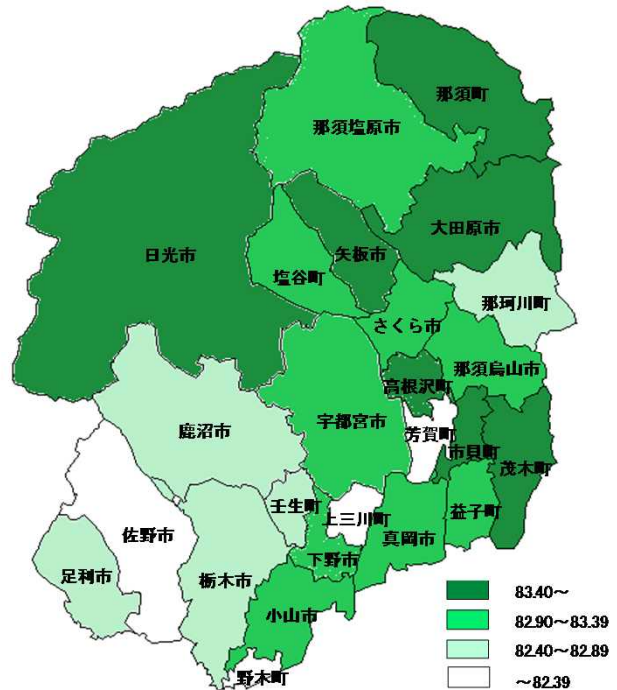 那須町
那須塩原市
大田原市
日光市
矢板市
塩谷町
那珂川町
さくら市
那須烏山市
高根沢町
宇都宮市
鹿沼市
芳賀町
市貝町
茂木町
壬生町
上三川町
益子町
佐野市
真岡市
下野市
足利市
栃木市
小山市
野木町
83.40～
82.90～83.39
82.40～82.89
～82.39